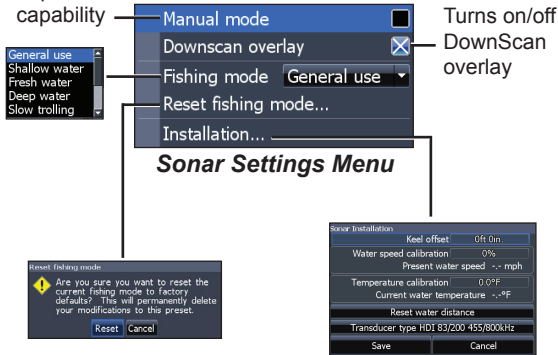 capability
Manual mode
Turns on/off
DownScan
overlay
Downscan overlay
General use
Shallow water
Fresh water
Deep water
Slow trolling
Fishing mode General use
Reset fishing mode...
Installation...
Sonar Settings Menu
Reset fishing mode
Are you sure you want to reset the
current fishing mode to factory
defaults? This will permanently delete
your modifications to this preset.
Reset Cancel
Sonar Installation
Keel offset 0ft 0in.
Water speed calibration 0%
Present water speed -.- mph
Temperature calibration 0.0°F
Current water temperature -.-°F
Reset water
distance
Transducer type HDI 83/200 455/800kHz
Save Cancel